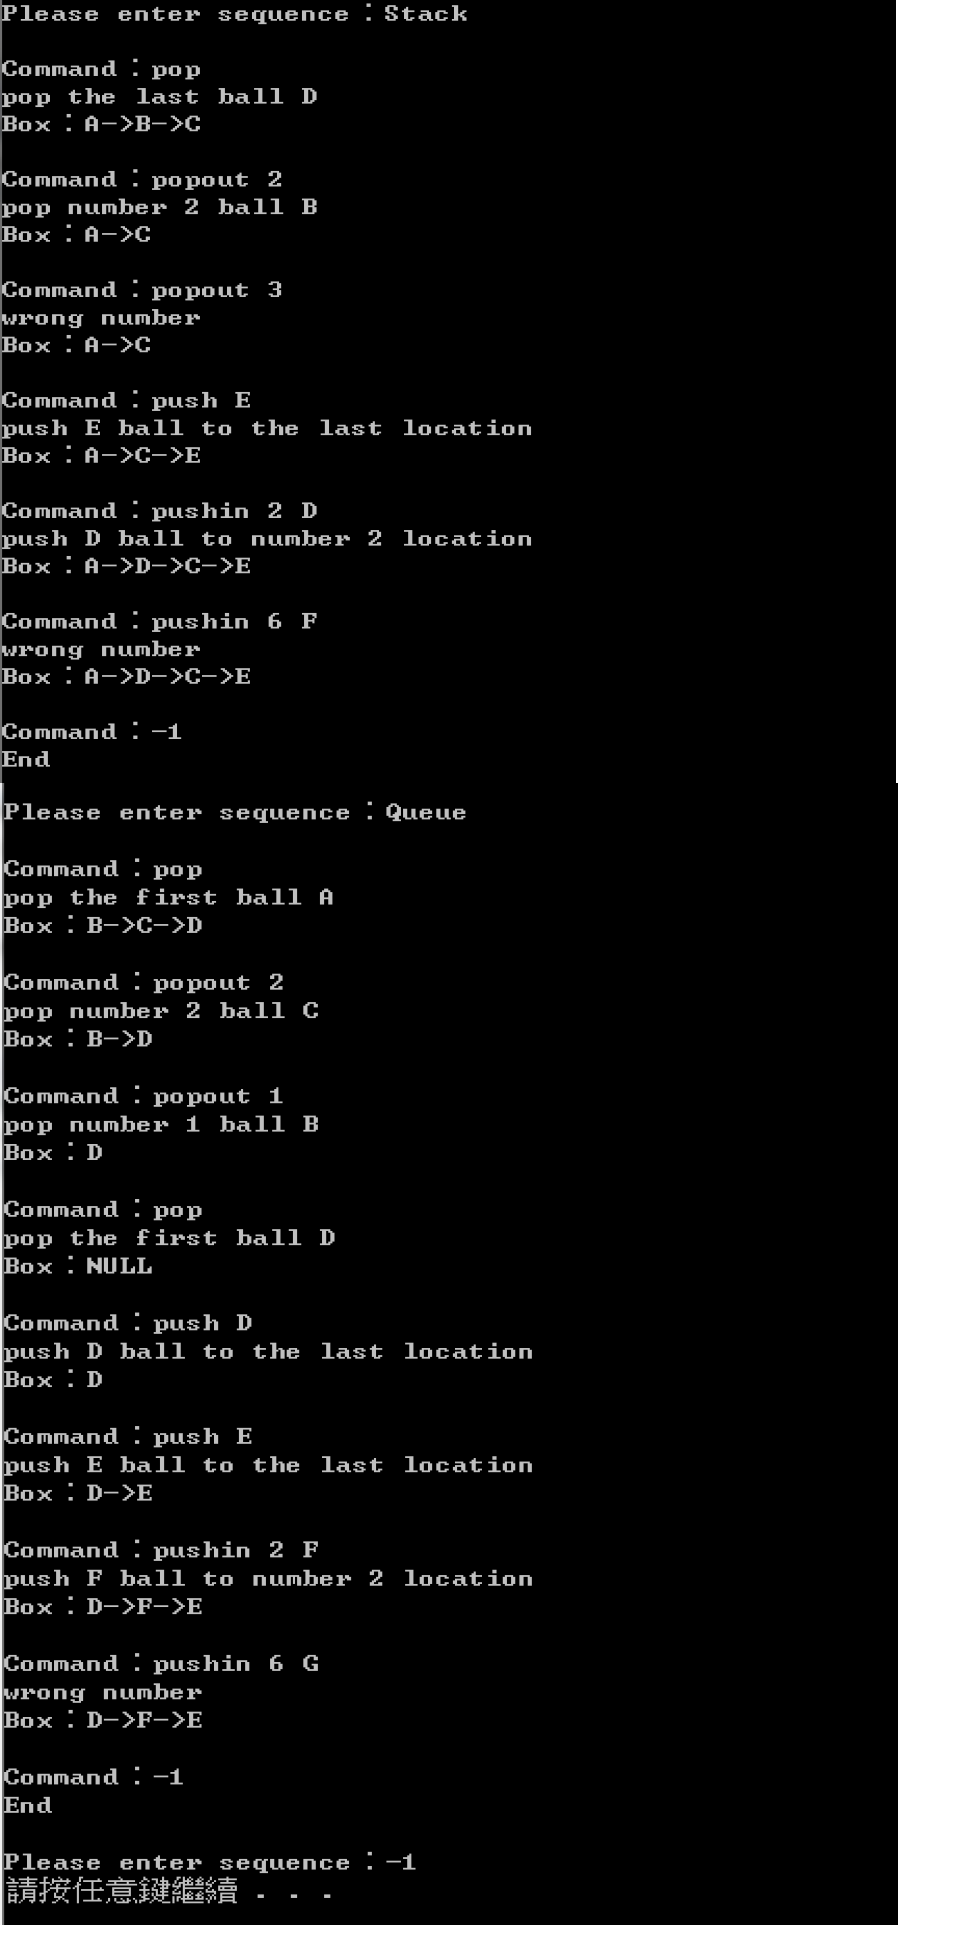 Please enter sequence：Stack
Command：pop
pop the last ball D
Box：A->B->C
Command：popout 2
pop number 2 ball B
Box：A->C
Command：popout 3
wrong number
Box：A->C
Command：push E
push E ball to the last location
Box：A->C->E
Command：pushin 2 D
push D ball to number 2 location
Box：A->D->C->E
Command：pushin 6 F
wrong number
Box：A->D->C->E
Command：-1
End
Please enter sequence：Queue
Command：pop
pop the first ball A
Box：B->C->D
Command：popout 2
pop number 2 ball C
Box：B->D
Command：popout 1
pop number 1 ball B
Box：D
Command：pop
pop the first ball D
Box：NULL
Command：push D
push D ball to the last location
Box：D
Command：push E
push E ball to the last location
Box：D->E
Command：pushin 2 F
push F ball to number 2 location
Box：D->F->E
Command：pushin 6 G
wrong number
Box：D->F->E
Command：-1
End
Please enter sequence：-1
請按任意鍵繼續 . . .